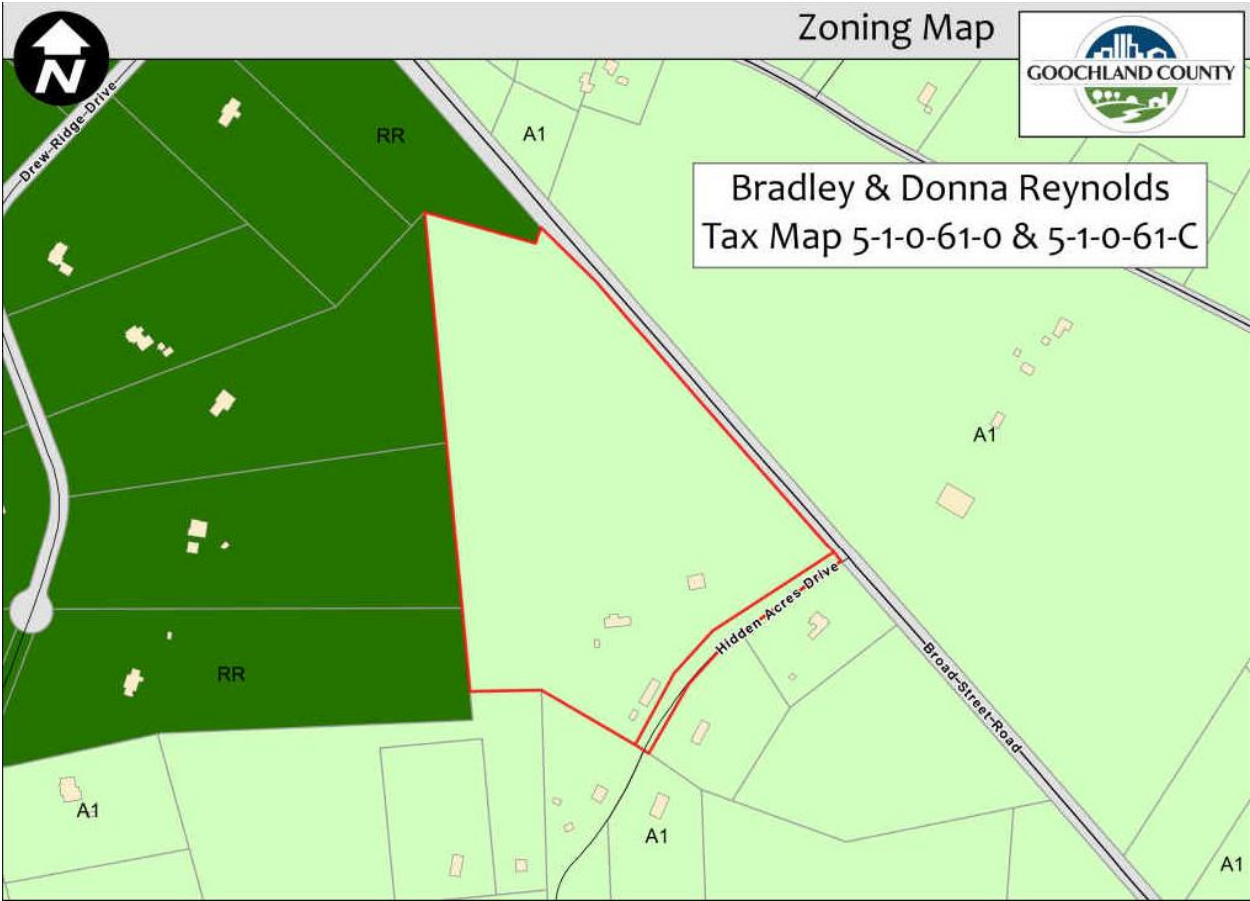 Zoning Map
N
GOOCHLAND COUNTY
Drew-Ridge-Drive
RR
A1
Bradley & Donna Reynolds
Tax Map 5-1-0-61-0 & 5-1-0-61-C
A1
Hidden-Acres-Drive
RR
Broad-Street-Road
A1
A1
A1